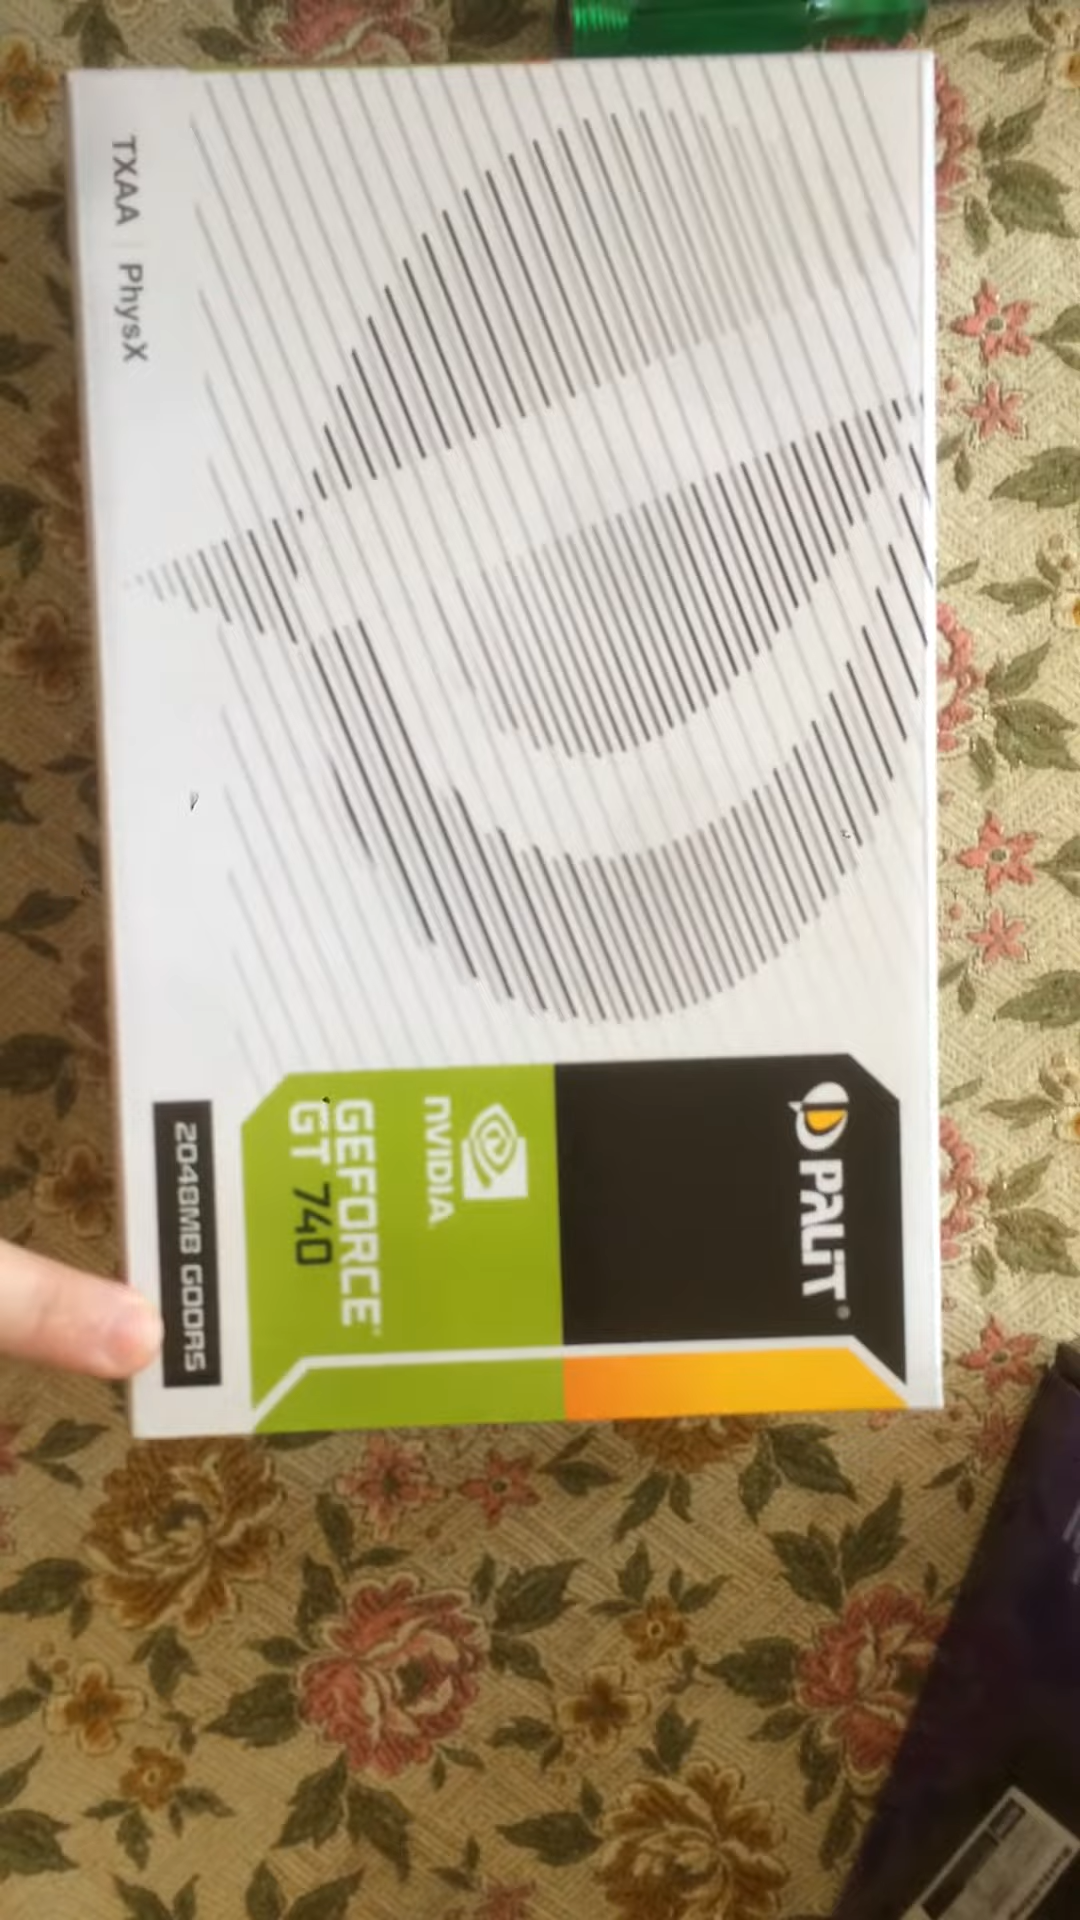 TXAA | PhysX
PALiT®
NVIDIA
GEFORCE®
GT 740
2048MB GDDR5